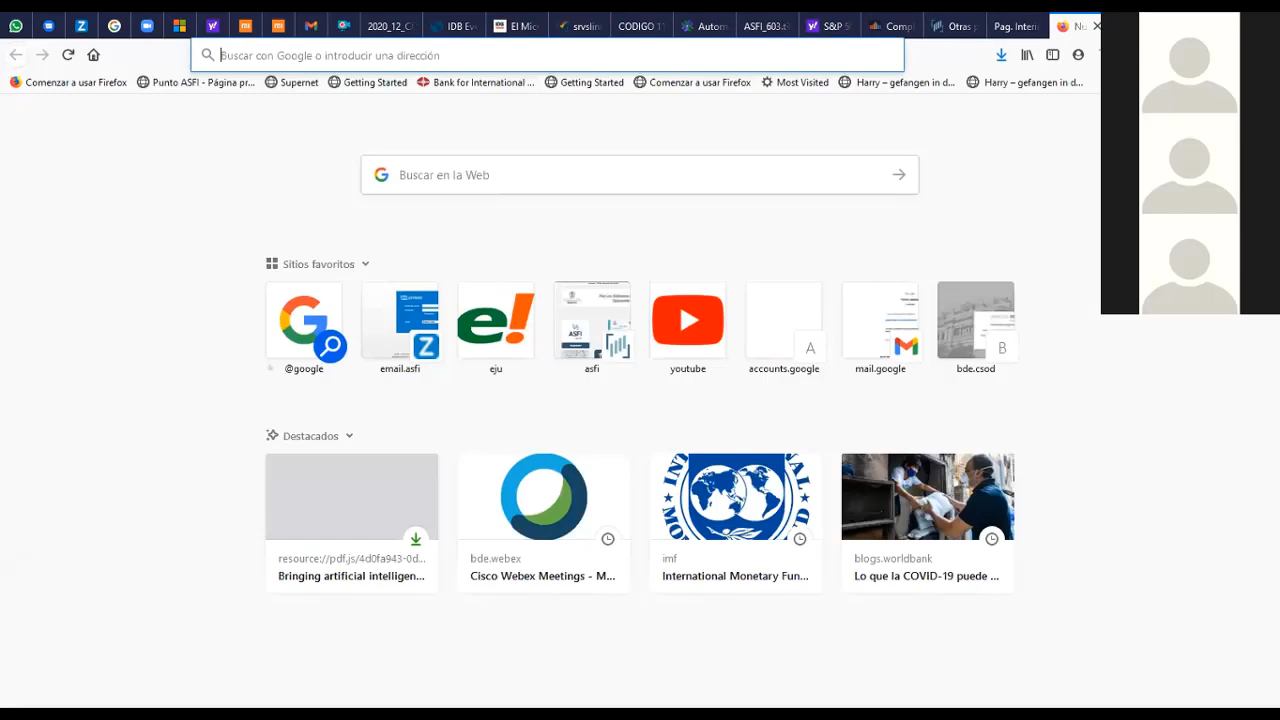 2020_12_C
IDB Eve
El Mic
srvslin
CODIGO 1
Autom
ASFI_603.
S&P S
Compl
Otras p
Pag. Intern
Nu
Buscar con Google o introducir una dirección
Comenzar a usar Firefox
Punto ASFI - Página pr...
Supernet
Getting Started
Bank for International ...
Getting Started
Comenzar a usar Firefox
Most Visited
Harry – gefangen in d...
Harry – gefangen in d...
Buscar en la Web
Sitios favoritos
e!
ASFI
A
B
@google
email.asfi
eju
asfi
youtube
accounts.google
mail.google
bde.csod
Destacados
resource://pdf.js/4d0fa943-0d...
Bringing artificial intelligen...
bde.webex
Cisco Webex Meetings - M...
imf
International Monetary Fun...
blogs.worldbank
Lo que la COVID-19 puede ...